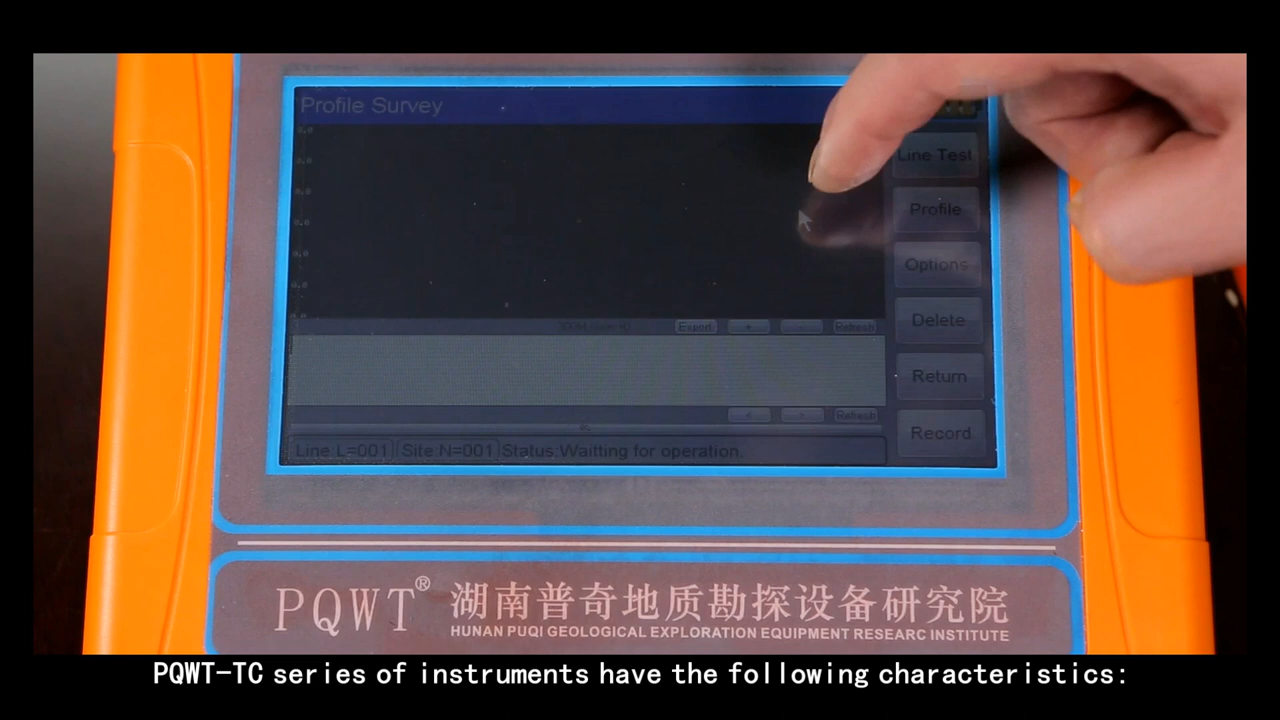 Profile Survey
Line Test
Profile
Options
Delete
Return
Record
Export + - Refresh
< > Refresh
Line:L=001 Site:N=001 Status:Waitting for operation.
PQWT® 湖南普奇地质勘探设备研究院
HUNAN PUQI GEOLOGICAL EXPLORATION EQUIPMENT RESEARC INSTITUTE
PQWT-TC series of instruments have the following characteristics: